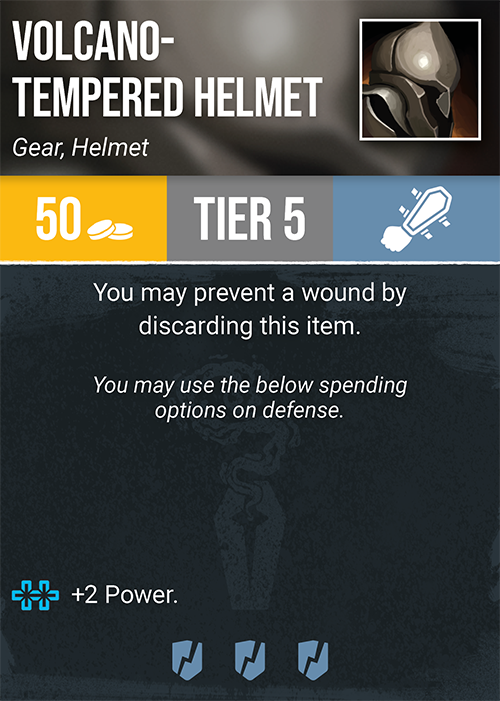 VOLCANO-
TEMPERED HELMET
Gear, Helmet
50
TIER 5
You may prevent a wound by
discarding this item.
You may use the below spending
options on defense.
+2 Power.